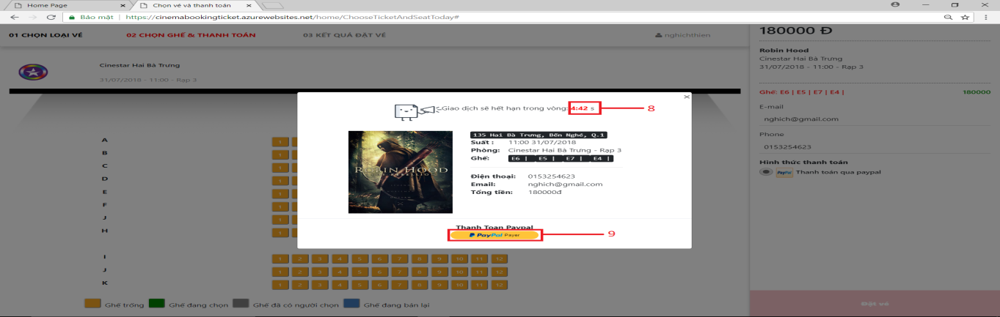 Home Page
Chọn vé và thanh toán
Bảo mật | https://cinemabookingticket.azurewebsites.net/home/ChooseTicketAndSeatToday#
01 CHỌN LOẠI VÉ 02 CHỌN GHẾ & THANH TOÁN 03 KẾT QUẢ ĐẶT VÉ nghichthien
180000 Đ
Robin Hood
Cinestar Hai Bà Trưng
31/07/2018 - 11:00 - Rạp 3
Ghế: E6 | E5 | E7 | E4 | 180000
E-mail
nghich@gmail.com
Phone
0153254623
Hình thức thanh toán
PayPal Thanh toán qua paypal
Đặt vé
Cinestar Hai Bà Trưng
31/07/2018 - 11:00 - Rạp 3
Giao dịch sẽ hết hạn trong vòng: 4:42 s 8
135 Hai Bà Trưng, Bến Nghé, Q.1
Suất : 11:00 31/07/2018
Phòng: Cinestar Hai Bà Trưng - Rạp 3
Ghế: E6 | E5 | E7 | E4 |
Điện thoại: 0153254623
Email: nghich@gmail.com
Tổng tiền: 180000đ
ROBIN HOOD
THE REBELLION
Thanh Toan Paypal
PayPal Payer 9
A 1
B 1
C 1
D 1
E 1
F 1
J 1
H 1
I 1 2 3 4 5 6 7 8 9 10 11 12
J 1 2 3 4 5 6 7 8 9 10 11 12
K 1 2 3 4 5 6 7 8 9 10 11 12
Ghế trống Ghế đang chọn Ghế đã có người chọn Ghế đang bán lại